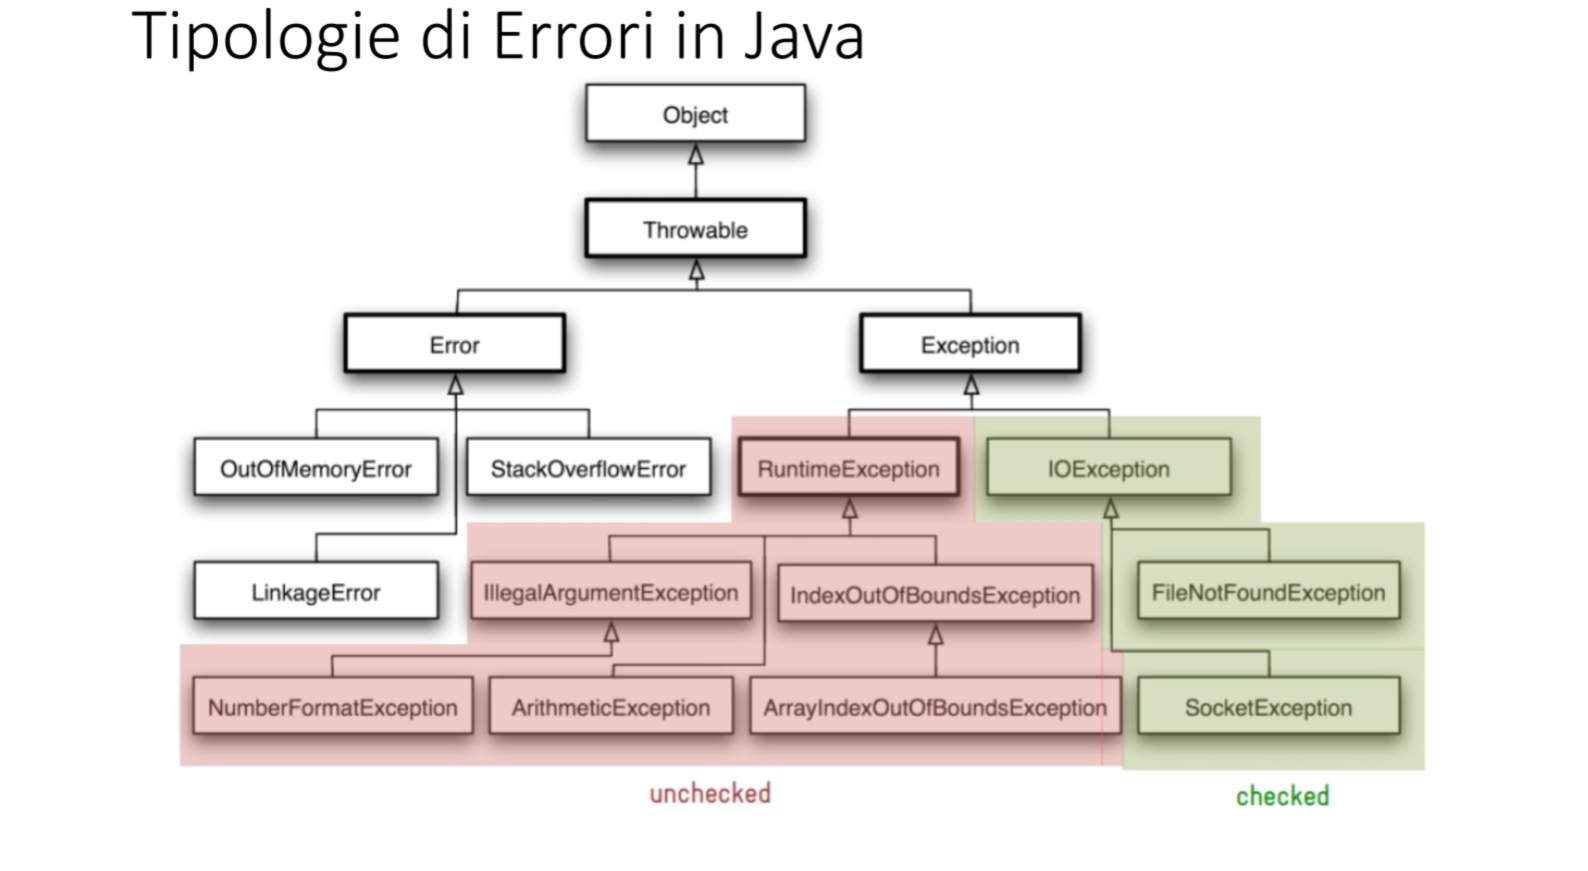 Tipologie di Errori in Java
Object
Throwable
Error
Exception
OutOfMemoryError
StackOverflowError
RuntimeException
IOException
LinkageError
IllegalArgumentException
IndexOutOfBoundsException
FileNotFoundException
NumberFormatException
ArithmeticException
ArrayIndexOutOfBoundsException
SocketException
unchecked
checked